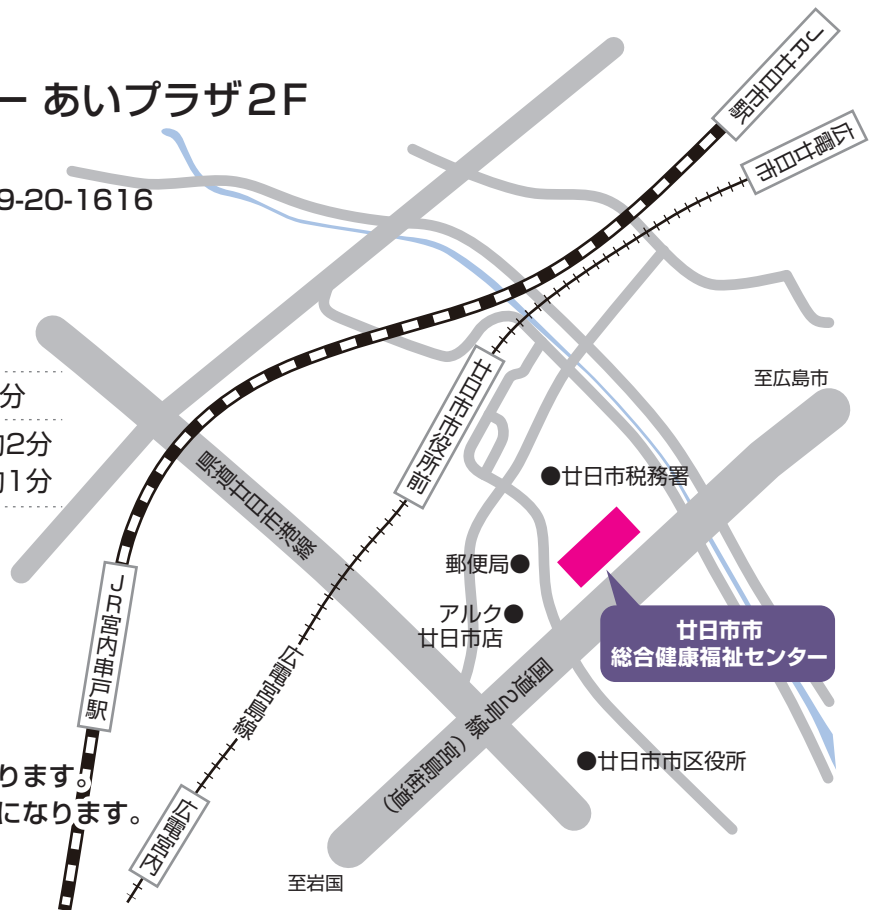 ー あいプラザ2F
9-20-1616
分
約2分
約1分
ります。
になります。
JR廿日市駅
広電廿日市
至広島市
廿日市市役所前
県道廿日市港線
●廿日市税務署
郵便局●
アルク●
廿日市店
廿日市市
総合健康福祉センター
JR宮内串戸駅
広電宮島線
国道2号線(宮島街道)
●廿日市市区役所
広電宮内
至岩国